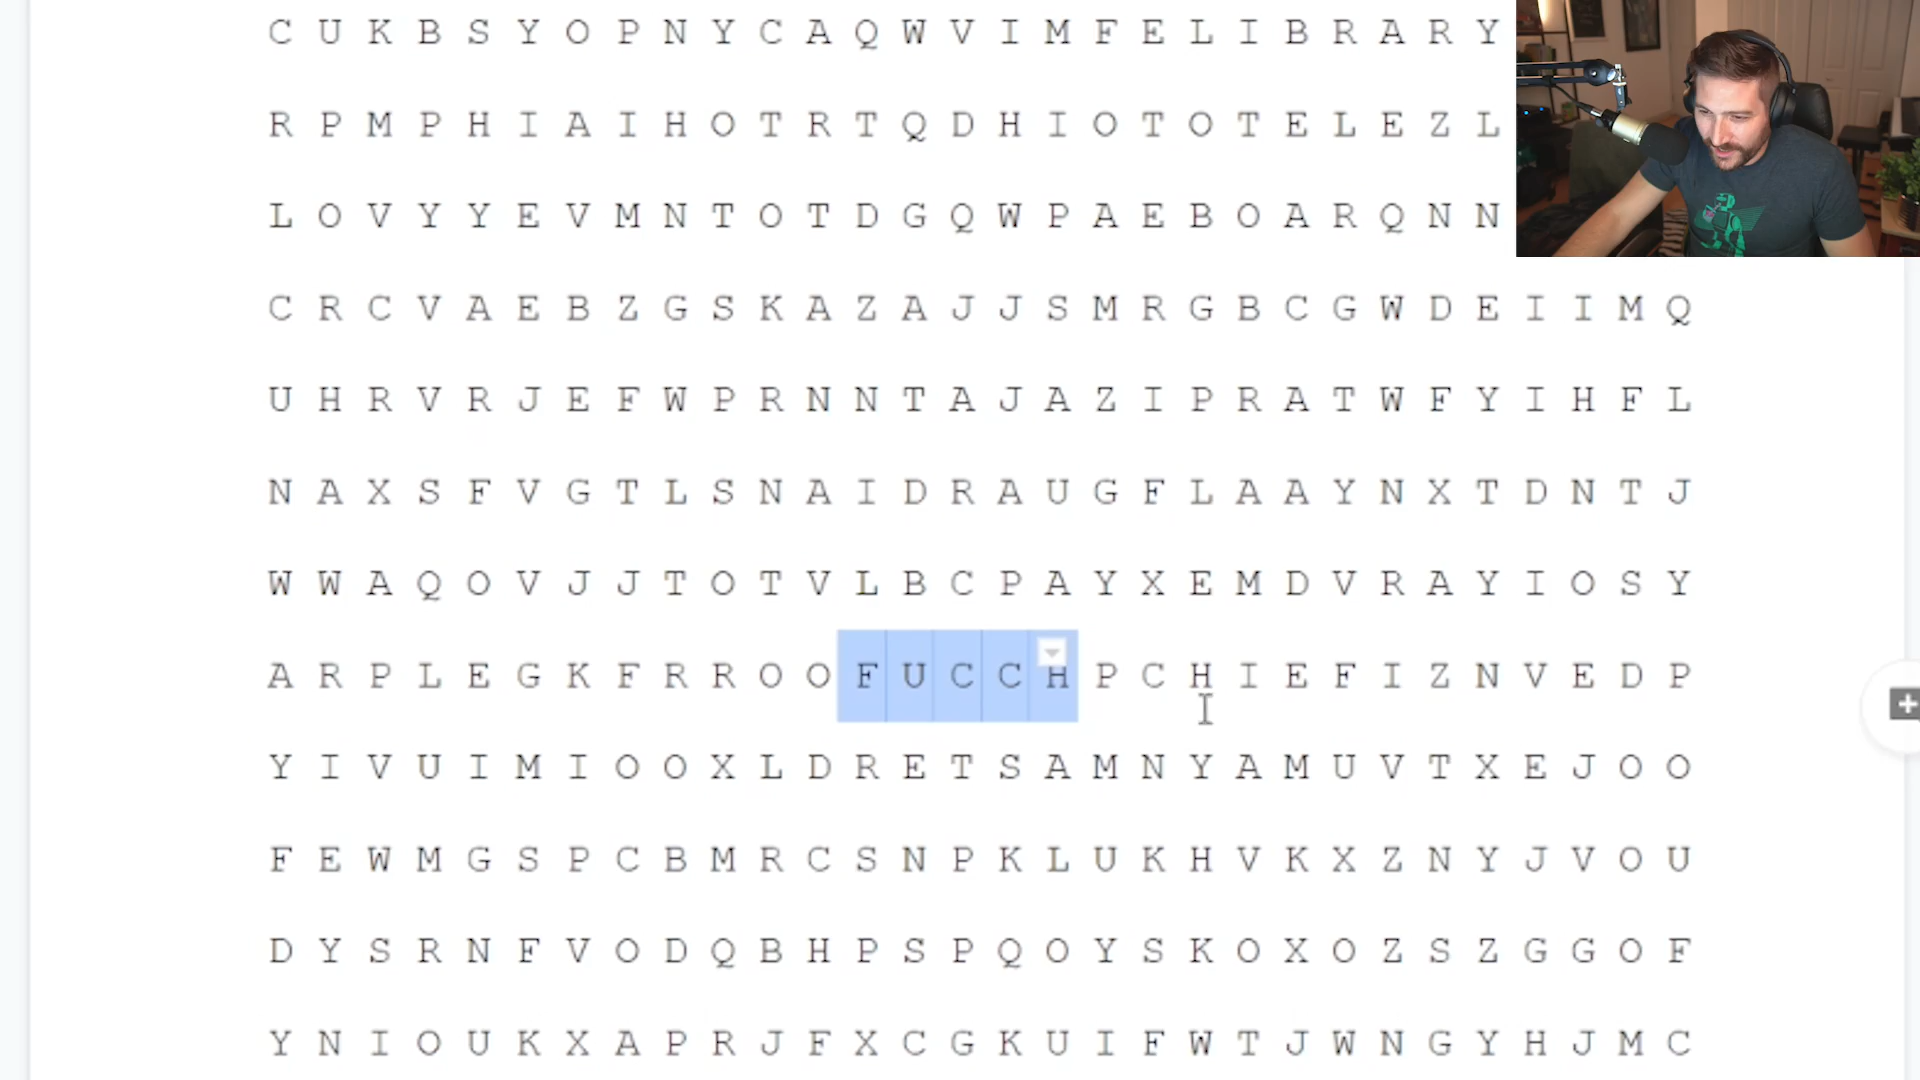 C U K B S Y O P N Y C A Q W V I M F E L I B R A R Y
R P M P H I A I H O T R T Q D H I O T O T E L E Z L
L O V Y Y E V M N T O T D G Q W P A E B O A R Q N N
C R C V A E B Z G S K A Z A J J S M R G B C G W D E I I M Q
U H R V R J E F W P R N N T A J A Z I P R A T W F Y I H F L
N A X S F V G T L S N A I D R A U G F L A A Y N X T D N T J
W W A Q O V J J T O T V L B C P A Y X E M D V R A Y I O S Y
A R P L E G K F R R O O F U C C H P C H I E F I Z N V E D P
Y I V U I M I O O X L D R E T S A M N Y A M U V T X E J O O
F E W M G S P C B M R C S N P K L U K H V K X Z N Y J V O U
D Y S R N F V O D Q B H P S P Q O Y S K O X O Z S Z G G O F
Y N I O U K X A P R J F X C G K U I F W T J W N G Y H J M C